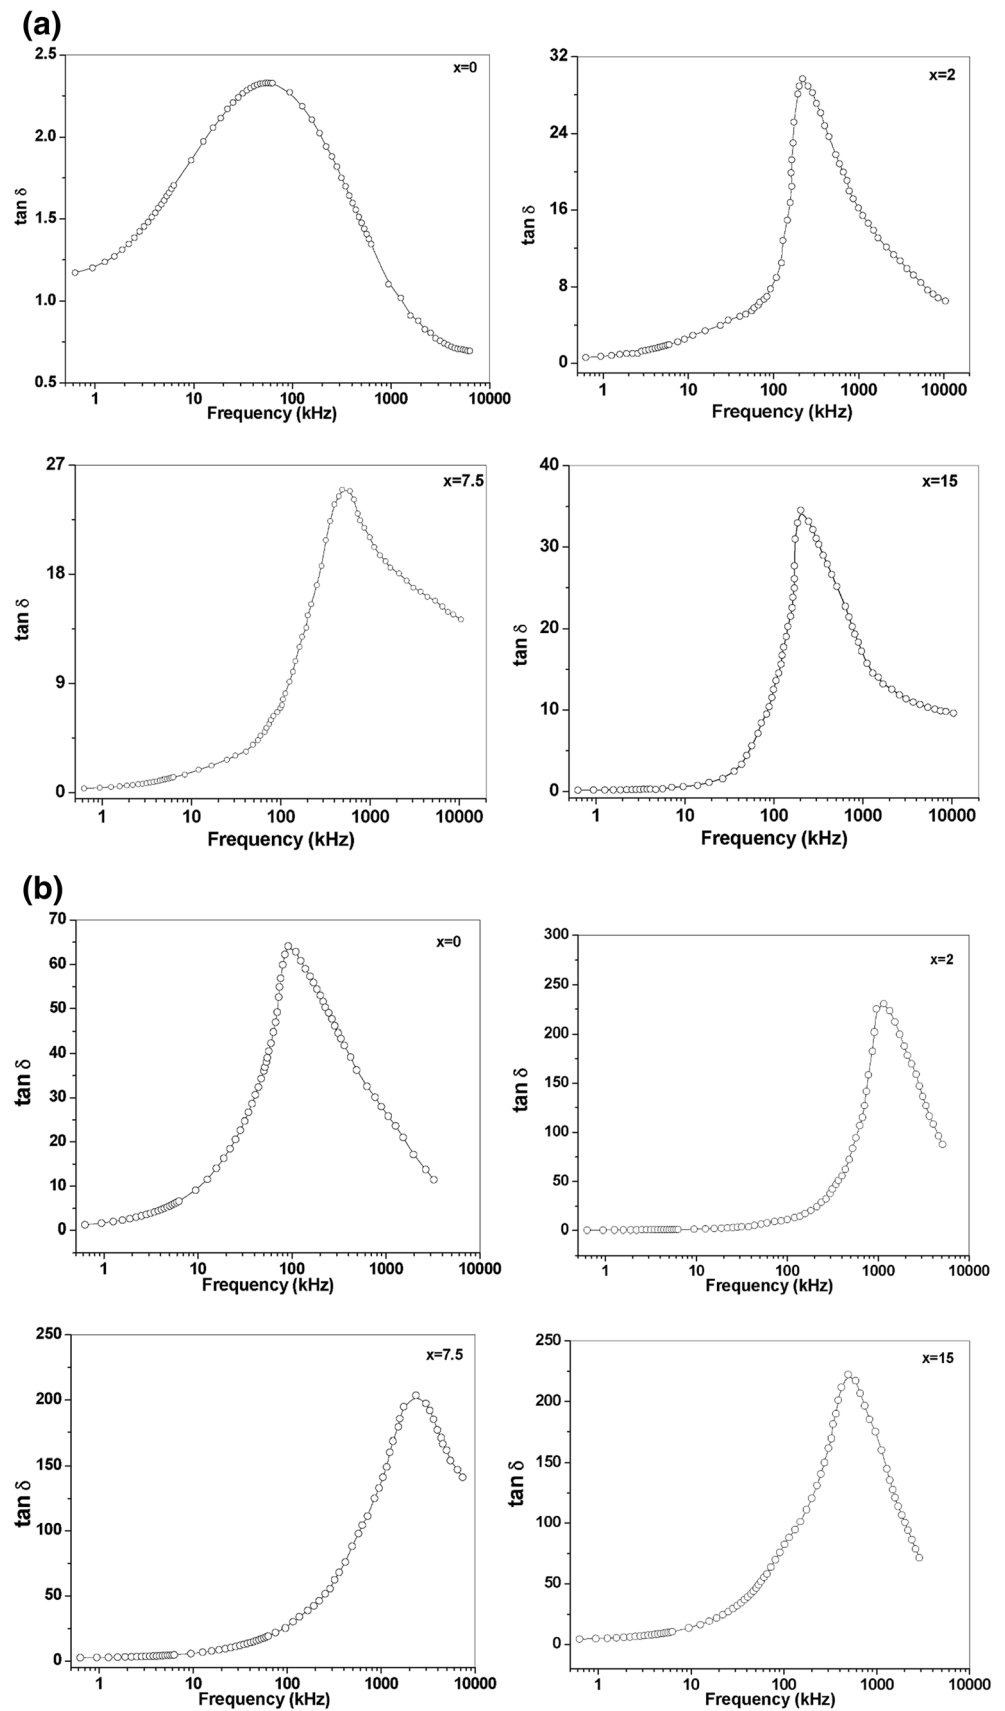 (a)
x=0
2.5
2.0
1.5
1.0
0.5
tan δ
1 10 100 1000 10000
Frequency (kHz)
x=2
32
24
16
8
0
tan δ
1 10 100 1000 10000
Frequency (kHz)
x=7.5
27
18
9
0
tan δ
1 10 100 1000 10000
Frequency (kHz)
x=15
40
30
20
10
0
tan δ
1 10 100 1000 10000
Frequency (kHz)
(b)
x=0
70
60
50
40
30
20
10
0
tan δ
1 10 100 1000 10000
Frequency (kHz)
x=2
300
250
200
150
100
50
0
tan δ
1 10 100 1000 10000
Frequency (kHz)
x=7.5
250
200
150
100
50
0
tan δ
1 10 100 1000 10000
Frequency (kHz)
x=15
250
200
150
100
50
0
tan δ
1 10 100 1000 10000
Frequency (kHz)